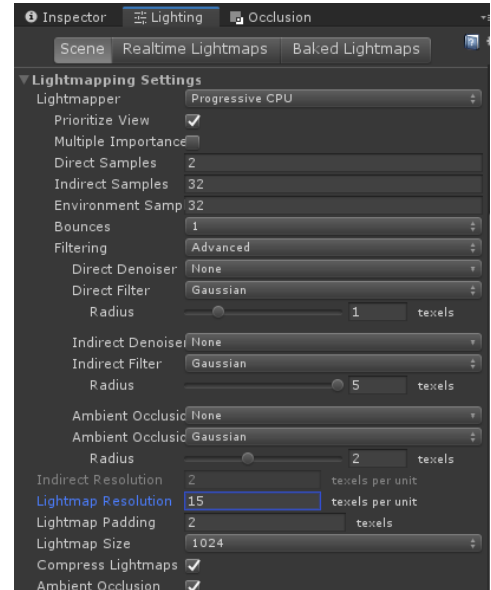 Inspector Lighting Occlusion
Scene Realtime Lightmaps Baked Lightmaps
Lightmapping Settings
Lightmapper Progressive CPU
Prioritize View
Multiple Importance
Direct Samples 2
Indirect Samples 32
Environment Samp 32
Bounces 1
Filtering Advanced
Direct Denoiser None
Direct Filter Gaussian
Radius 1 texels
Indirect Denoiser None
Indirect Filter Gaussian
Radius 5 texels
Ambient Occlusic None
Ambient Occlusic Gaussian
Radius 2 texels
Indirect Resolution 2 texels per unit
Lightmap Resolution 15 texels per unit
Lightmap Padding 2 texels
Lightmap Size 1024
Compress Lightmaps
Ambient Occlusion